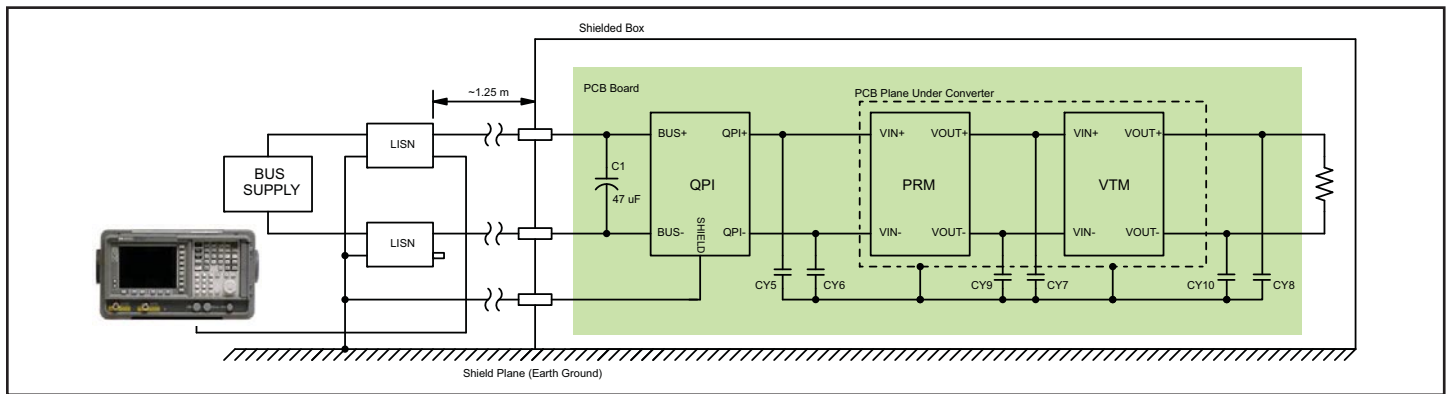 Shielded Box
~1.25 m
PCB Board
PCB Plane Under Converter
LISN
BUS
SUPPLY
LISN
C1
47 uF
BUS+
QPI+
QPI
BUS-
QPI-
SHIELD
VIN+
VOUT+
PRM
VIN-
VOUT-
VIN+
VOUT+
VTM
VIN-
VOUT-
CY5
CY6
CY9
CY7
CY10
CY8
Shield Plane (Earth Ground)